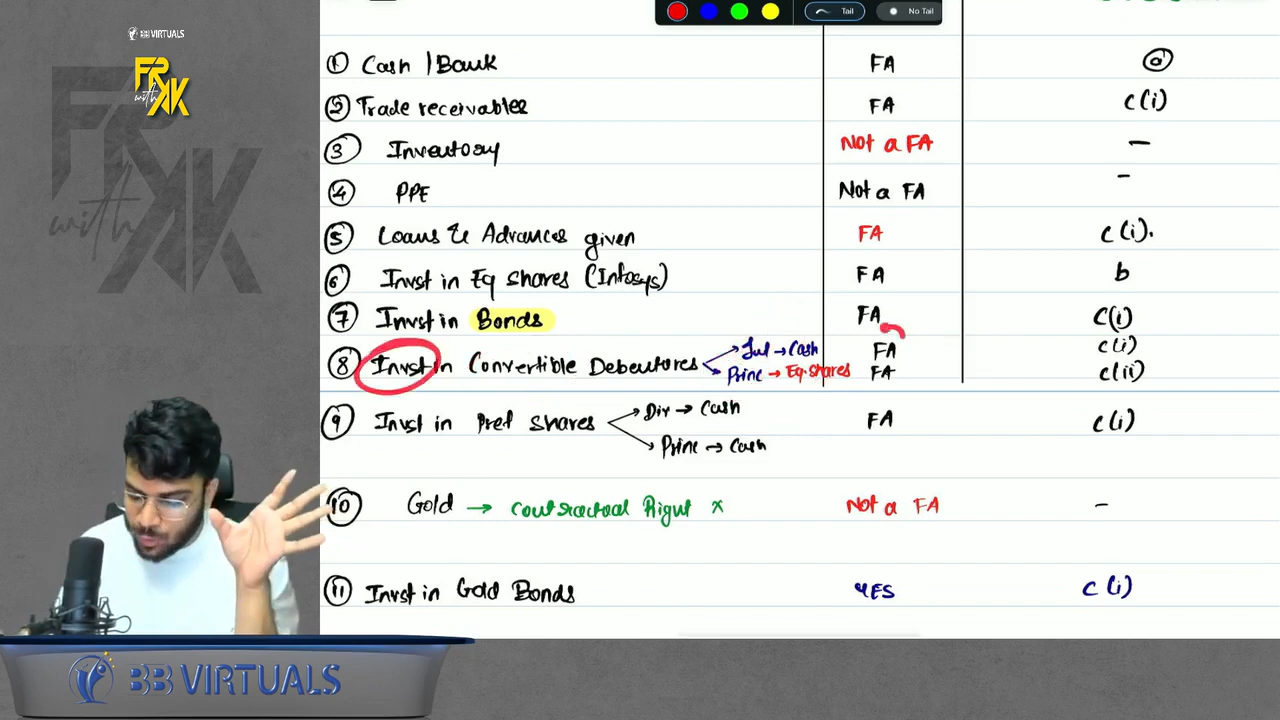 Tail
No Tail
BB VIRTUALS
FR
with AK
FR
with AK
① Cash / Bank FA ⓐ
② Trade receivables FA c(i)
③ Inventory Not a FA —
④ PPE Not a FA -
⑤ Loans & Advances given FA c(i).
⑥ Invst in Eq shares (Infosys) FA b
⑦ Invst in Bonds FA c(i)
⑧ Invst in Convertible Debentures → Int → Cash FA c(i)
→ Princ → Eq. shares FA c(ii)
⑨ Invst in Pref shares → Div → Cash FA c(i)
→ Princ → Cash
⑩ Gold → contractual Right × Not a FA -
⑪ Invst in Gold Bonds YES c(i)
BB VIRTUALS